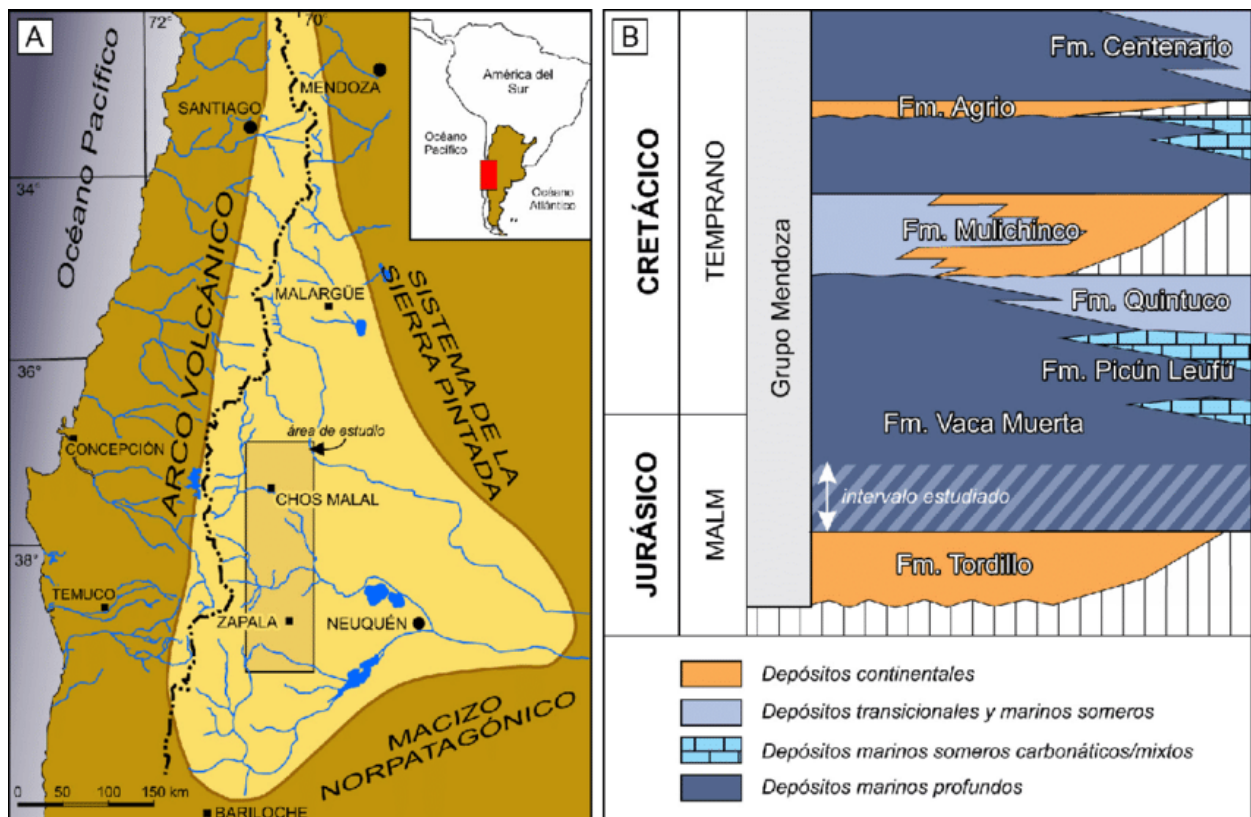 A
72°
70°
Océano Pacífico
SANTIAGO
MENDOZA
América del
Sur
Océano
Pacífico
Océano
Atlántico
34°
ARCO VOLCÁNICO
MALARGÜE
SISTEMA DE LA
SIERRA PINTADA
36°
CONCEPCIÓN
área de estudio
CHOS MALAL
38°
TEMUCO
ZAPALA
NEUQUÉN
MACIZO
NORPATAGÓNICO
0 50 100 150 km
BARILOCHE
B
CRETÁCICO
TEMPRANO
JURÁSICO
MALM
Grupo Mendoza
Fm. Centenario
Fm. Agrio
Fm. Mulichinco
Fm. Quintuco
Fm. Picún Leufú
Fm. Vaca Muerta
intervalo estudiado
Fm. Tordillo
Depósitos continentales
Depósitos transicionales y marinos someros
Depósitos marinos someros carbonáticos/mixtos
Depósitos marinos profundos